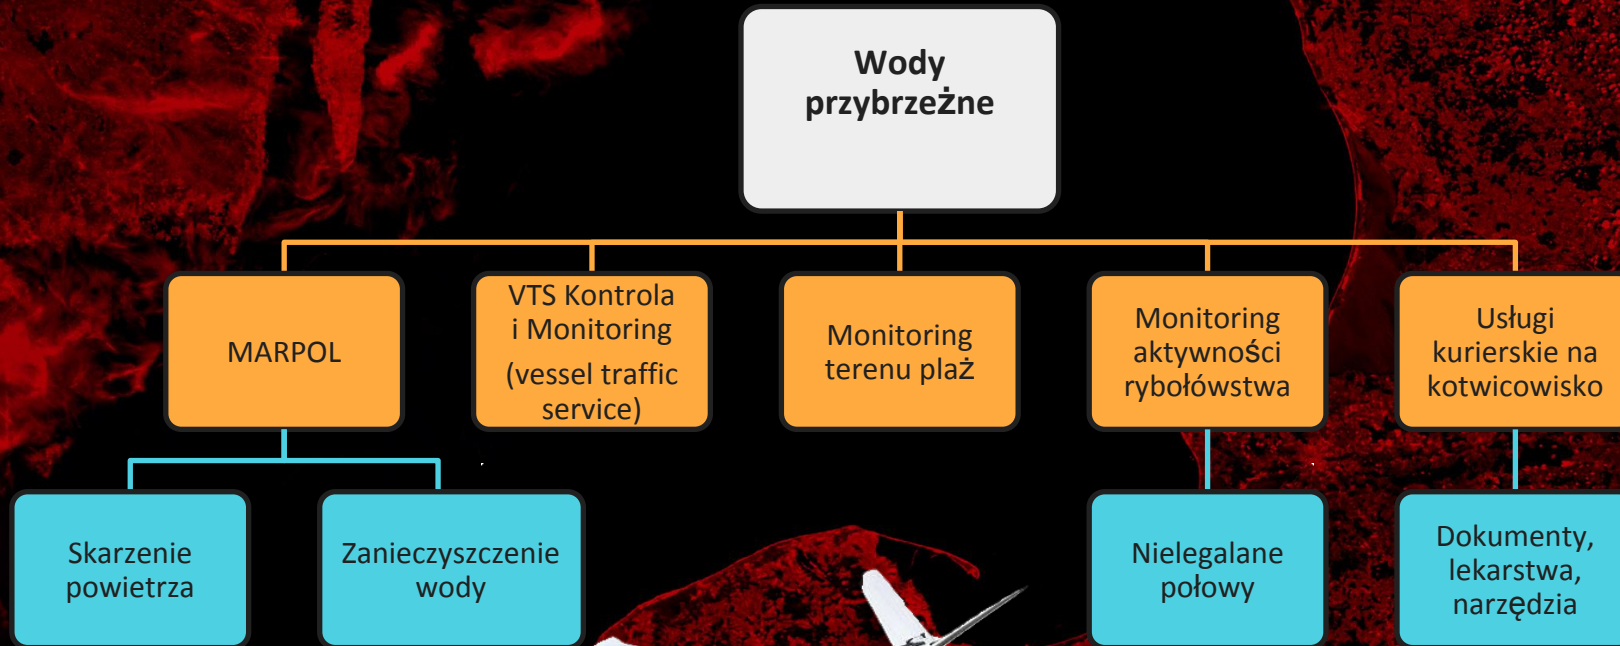 Wody
przybrzeżne
MARPOL
VTS Kontrola
i Monitoring
(vessel traffic
service)
Monitoring
terenu plaż
Monitoring
aktywności
rybołówstwa
Usługi
kurierskie na
kotwicowisko
Skarzenie
powietrza
Zanieczyszczenie
wody
Nielegalane
połowy
Dokumenty,
lekarstwa,
narzędzia